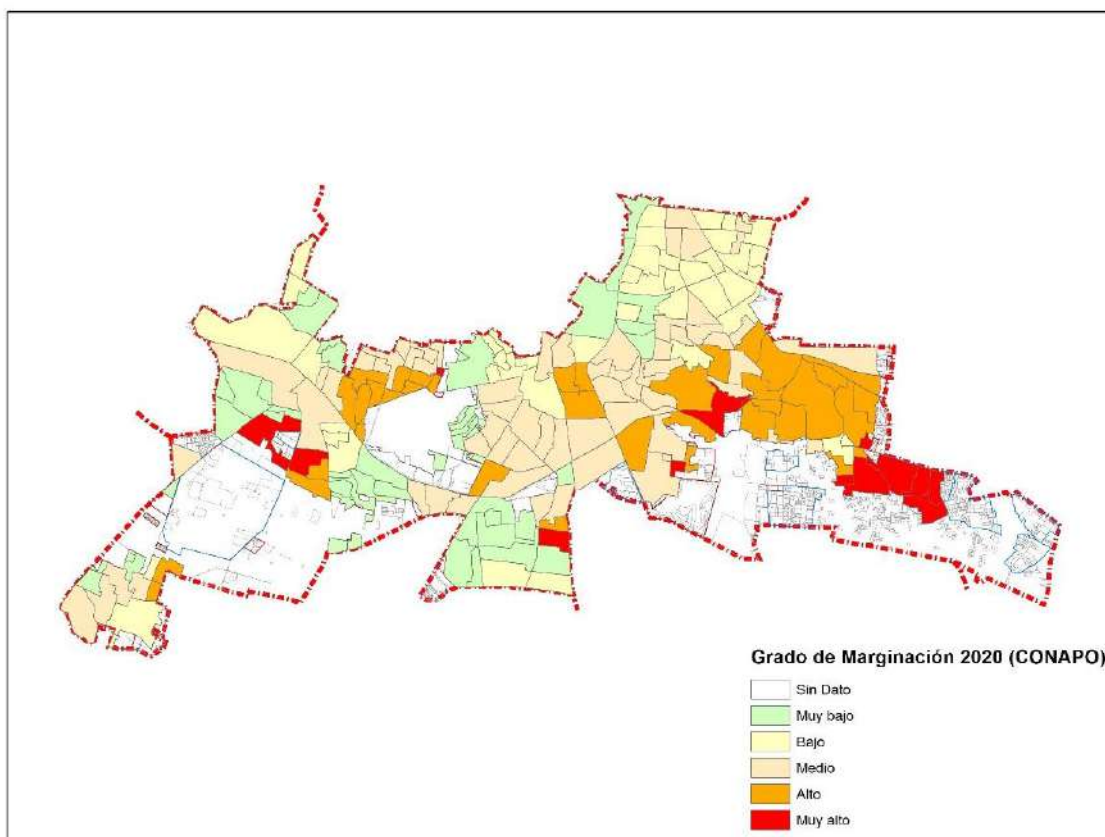 Grado de Marginación 2020 (CONAPO)
Sin Dato
Muy bajo
Bajo
Medio
Alto
Muy alto